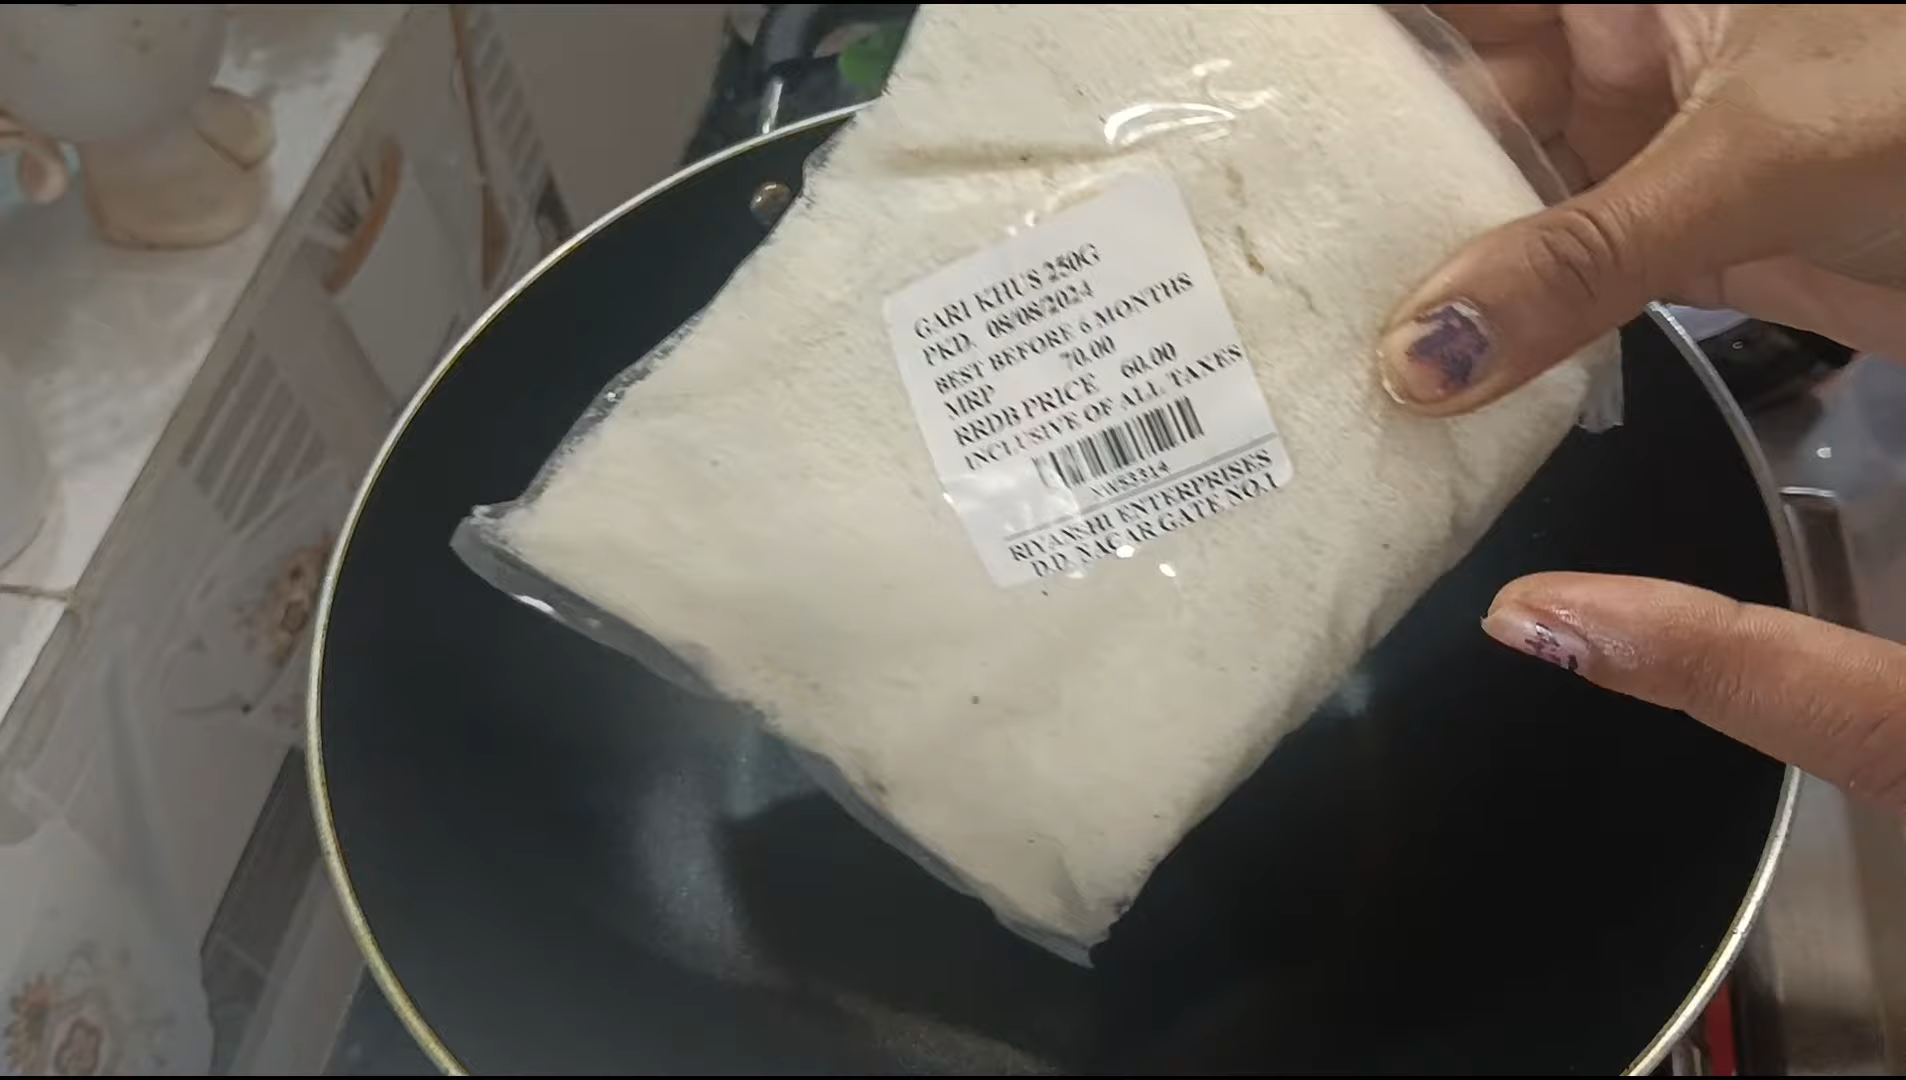 GARI KHUS 250G
PKD. 08/08/2024
BEST BEFORE 6 MONTHS
MRP 70.00
RRDB PRICE 60.00
INCLUSIVE OF ALL TAXES
RIYANSHI ENTERPRISES
D.D. NAGAR GATE NO.1